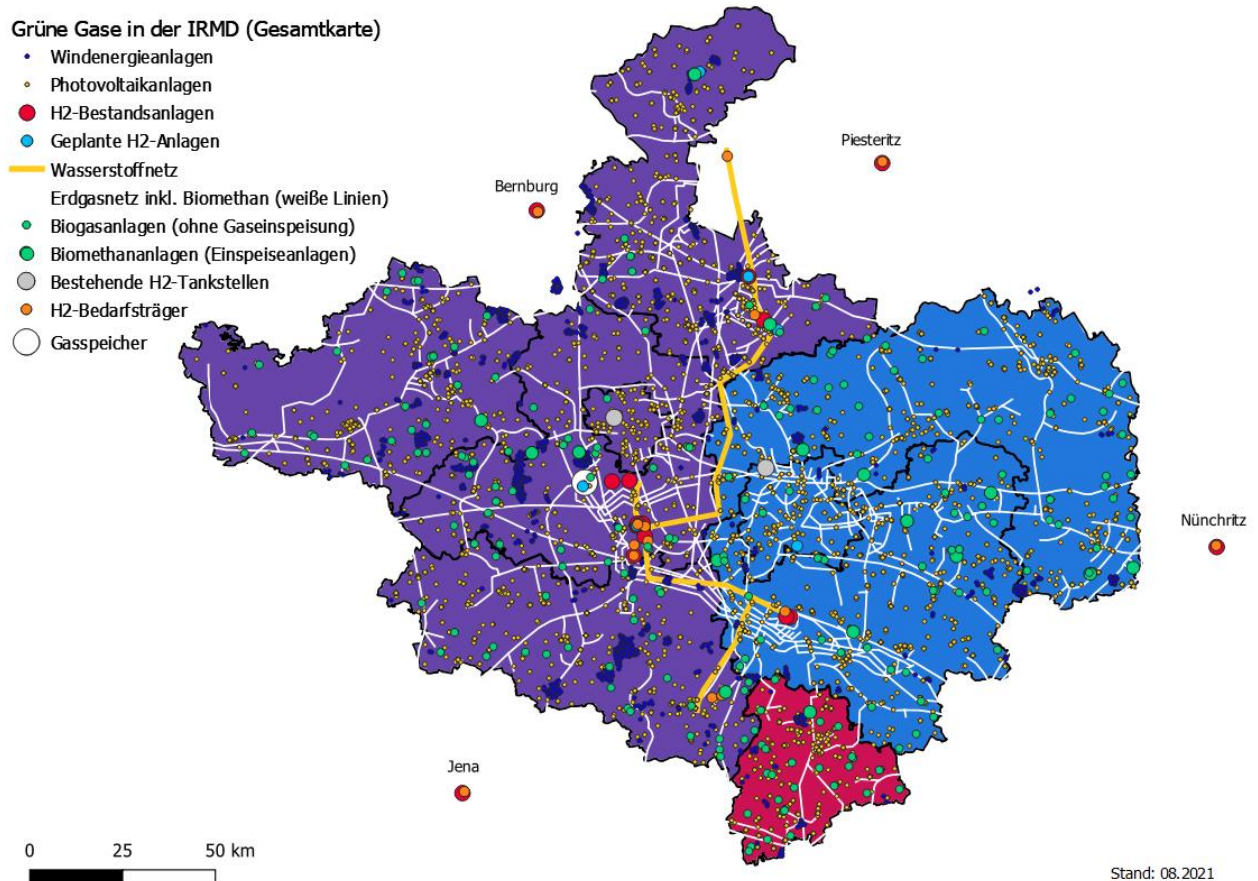 Grüne Gase in der IRMD (Gesamtkarte)
Windenergieanlagen
Photovoltaikanlagen
H2-Bestandsanlagen
Geplante H2-Anlagen
Wasserstoffnetz
Erdgasnetz inkl. Biomethan (weiße Linien)
Biogasanlagen (ohne Gaseinspeisung)
Biomethananlagen (Einspeiseanlagen)
Bestehende H2-Tankstellen
H2-Bedarfsträger
Gasspeicher
Piesteritz
Bernburg
Nünchritz
Jena
0 25 50 km
Stand: 08.2021